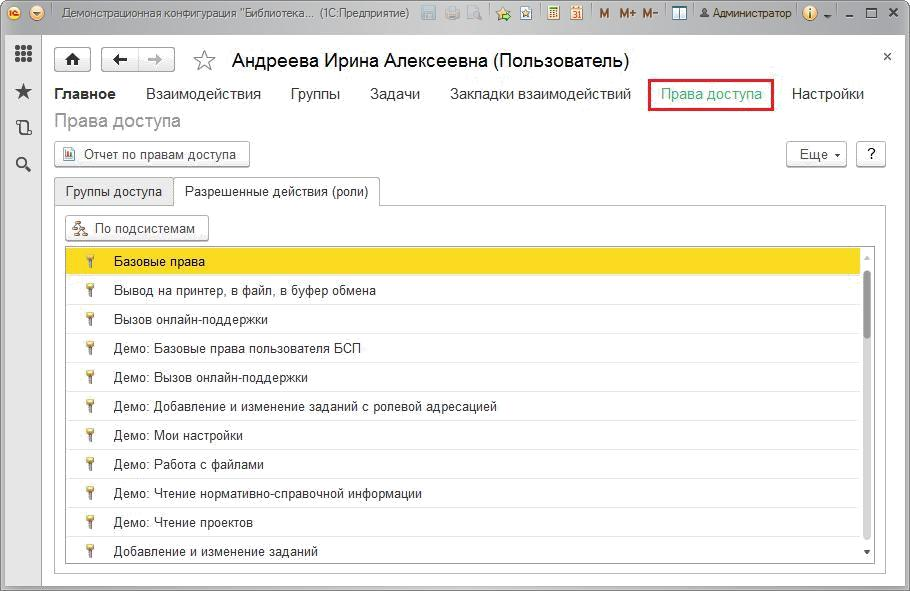 Демонстрационная конфигурация "Библиотека... (1С:Предприятие) 31 M M+ M- Администратор
Андреева Ирина Алексеевна (Пользователь)
Главное Взаимодействия Группы Задачи Закладки взаимодействий Права доступа Настройки
Права доступа
Отчет по правам доступа Еще ?
Группы доступа Разрешенные действия (роли)
По подсистемам
Базовые права
Вывод на принтер, в файл, в буфер обмена
Вызов онлайн-поддержки
Демо: Базовые права пользователя БСП
Демо: Вызов онлайн-поддержки
Демо: Добавление и изменение заданий с ролевой адресацией
Демо: Мои настройки
Демо: Работа с файлами
Демо: Чтение нормативно-справочной информации
Демо: Чтение проектов
Добавление и изменение заданий